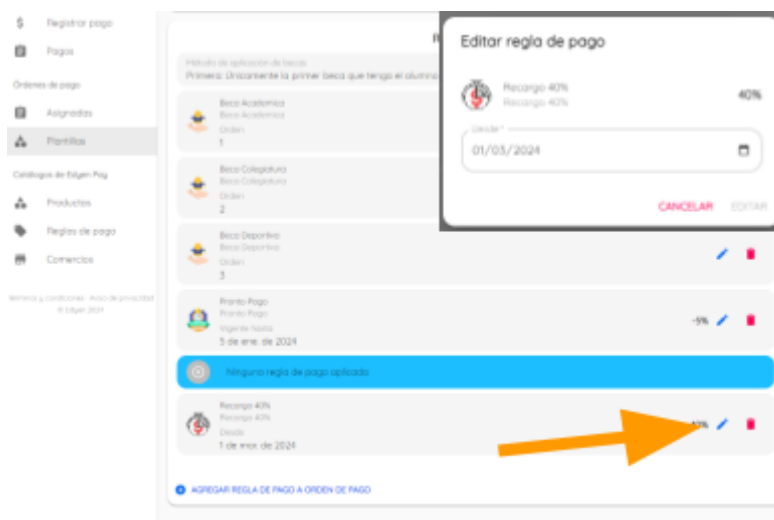 Registrar pago
Pagos
Ordenes de pago
Asignadas
Plantillas
Catálogos de Edyen Pay
Productos
Reglas de pago
Comercios
Términos y condiciones Aviso de privacidad
© Edyen 2024
Método de aplicación de becas
Primera: Únicamente la primer beca que tenga el alumno
Beca Academica
Beca Academica
Orden
1
Beca Colegiatura
Beca Colegiatura
Orden
2
Beca Deportiva
Beca Deportiva
Orden
3
Pronto Pago
Pronto Pago
Vigente hasta
5 de ene. de 2024
-5%
Ninguna regla de pago aplicada
Recargo 40%
Recargo 40%
Desde
1 de mar. de 2024
AGREGAR REGLA DE PAGO A ORDEN DE PAGO
Editar regla de pago
Recargo 40%
Recargo 40%
40%
Desde *
01/03/2024
CANCELAR EDITAR